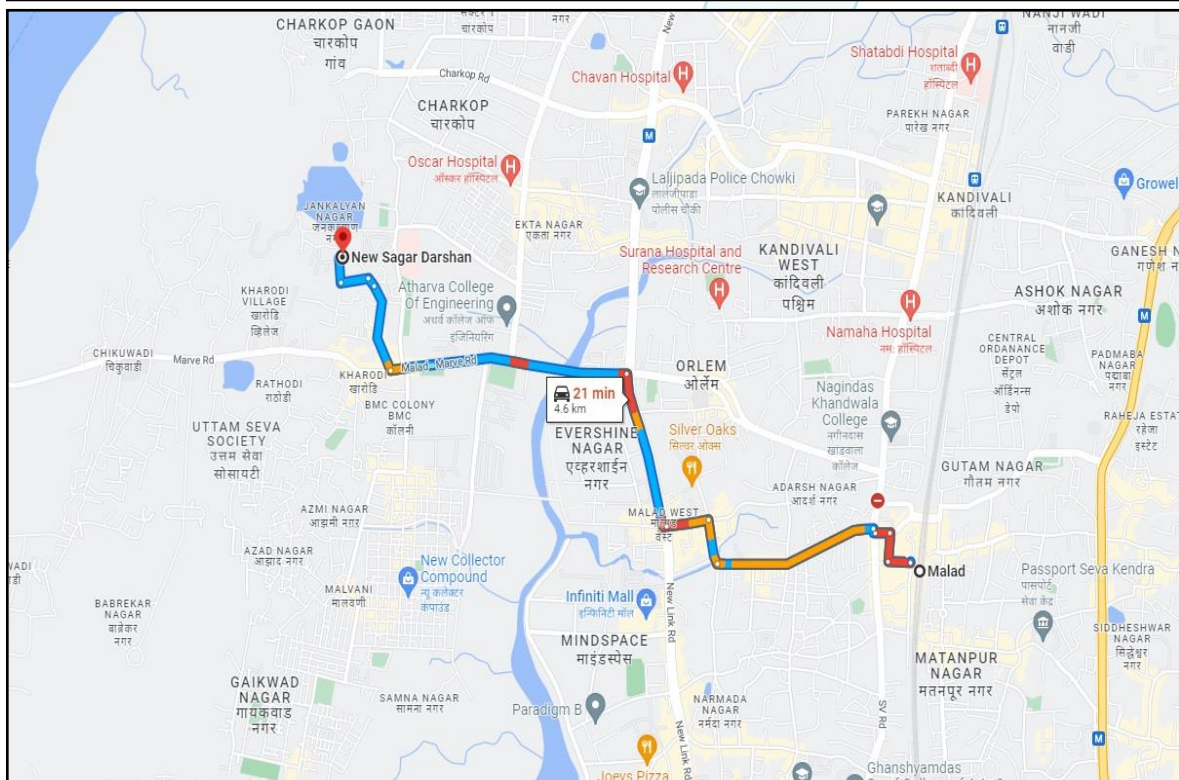 CHARKOP GAON
चारकोप
गांव
चारकोप
नगर
New
NANJI WADI
नानजी
वाडी
Charkop Rd
Chavan Hospital
Shatabdi Hospital
शताब्दी
हॉस्पिटल
CHARKOP
चारकोप
PAREKH NAGAR
पारेख नगर
Oscar Hospital
ऑस्कर हॉस्पिटल
Laljipada Police Chowki
लालजीपाडा
पोलीस चौकी
KANDIVALI
कांदिवली
Growel
JANKALYAN
NAGAR
EKTA NAGAR
एकता नगर
Surana Hospital and
Research Centre
KANDIVALI
WEST
कांदिवली
पश्चिम
GANESH N
गणेश न
New Sagar Darshan
Atharva College
Of Engineering
अथर्व कॉलेज ऑफ
इंजिनियरिंग
KHARODI
VILLAGE
खारोडि
व्हिलेज
ASHOK NAGAR
अशोक नगर
Namaha Hospital
नमः हॉस्पिटल
CENTRAL
ORDANANCE
DEPOT
सेंट्रल
ऑर्डिनन्स
डेपो
CHIKUWADI
चिकुवाडी
Marve Rd
Malad - Marve Rd
ORLEM
ओर्लेम
PADMABA
NAGAR
पद्माबा
नगर
RATHODI
राठोडी
KHARODI
खारोडि
BMC COLONY
BMC
कॉलनी
21 min
4.6 km
Nagindas
Khandwala
College
नगीनदास
खांडवाला
कॉलेज
RAHEJA ESTAT
रहेजा
इस्टेट
UTTAM SEVA
SOCIETY
उत्तम सेवा
सोसायटी
EVERSHINE
NAGAR
एव्हरशाईन
नगर
Silver Oaks
सिल्वर ओक्स
GUTAM NAGAR
गौतम नगर
ADARSH NAGAR
आदर्श नगर
AZMI NAGAR
आझमी नगर
MALAD WEST
वेस्ट
AZAD NAGAR
आझाद नगर
New Collector
Compound
न्यू कलेक्टर
कंपाउंड
Malad
Passport Seva Kendra
पासपोर्ट
सेवा केंद्र
WADI
डी
MALVANI
मालवणी
Infiniti Mall
इन्फिनिटी मॉल
New Link Rd
BABREKAR
NAGAR
बाब्रेकर
नगर
SIDDHESHWAR
NAGAR
सिद्धेश्वर
नगर
MINDSPACE
माइंडस्पेस
MATANPUR
NAGAR
मतनपूर नगर
GAIKWAD
NAGAR
गायकवाड
नगर
SAMNA NAGAR
सामना नगर
Paradigm B
NARMADA
NAGAR
नर्मदा नगर
SV Rd
New Link Rd
Joeys Pizza
Ghanshyamdas